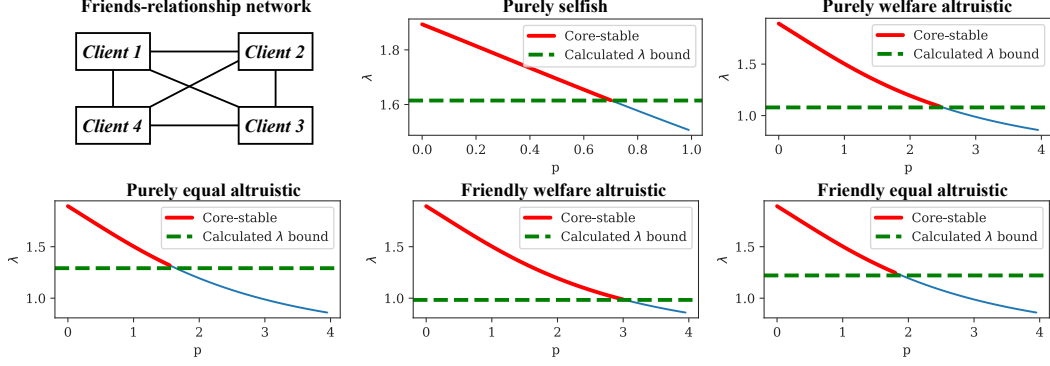 Friends-relationship network
Client 1
Client 2
Client 4
Client 3
Purely selfish
Core-stable
Calculated λ bound
1.8
1.6
λ
0.0 0.2 0.4 0.6 0.8 1.0
p
Purely welfare altruistic
Core-stable
Calculated λ bound
1.5
1.0
λ
0 1 2 3 4
p
Purely equal altruistic
Core-stable
Calculated λ bound
1.5
1.0
λ
0 1 2 3 4
p
Friendly welfare altruistic
Core-stable
Calculated λ bound
1.5
1.0
λ
0 1 2 3 4
p
Friendly equal altruistic
Core-stable
Calculated λ bound
1.5
1.0
λ
0 1 2 3 4
p